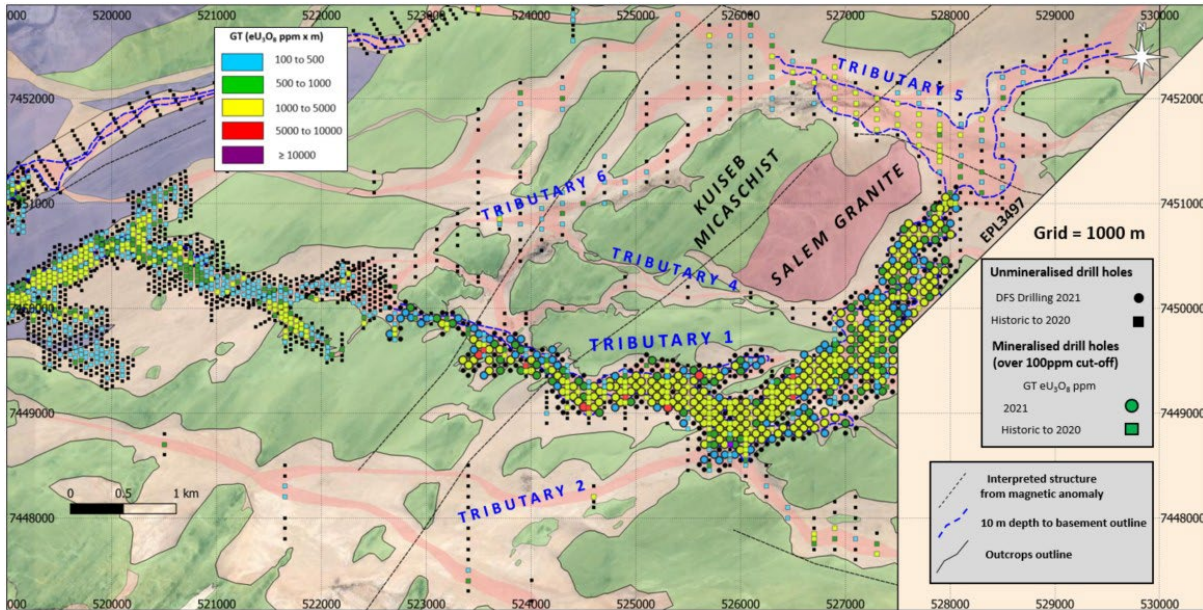 000 520000 521000 522000 523000 524000 525000 526000 527000 528000 529000 530000
GT (eU₃O₈ ppm x m)
100 to 500
500 to 1000
1000 to 5000
5000 to 10000
≥ 10000
7452000
7452000
TRIBUTARY 5
TRIBUTARY 6
KUISEB
MICASCHIST
SALEM GRANITE
7451000
EPL3497
Grid = 1000 m
TRIBUTARY 4
Unmineralised drill holes
DFS Drilling 2021
Historic to 2020
Mineralised drill holes
(over 100ppm cut-off)
GT eU₃O₈ ppm
2021
Historic to 2020
7450000
TRIBUTARY 1
7449000
7449000
0 0.5 1 km
TRIBUTARY 2
Interpreted structure
from magnetic anomaly
10 m depth to basement outline
Outcrops outline
7448000
7448000
000 520000 521000 522000 523000 524000 525000 526000 527000 528000 529000 530000